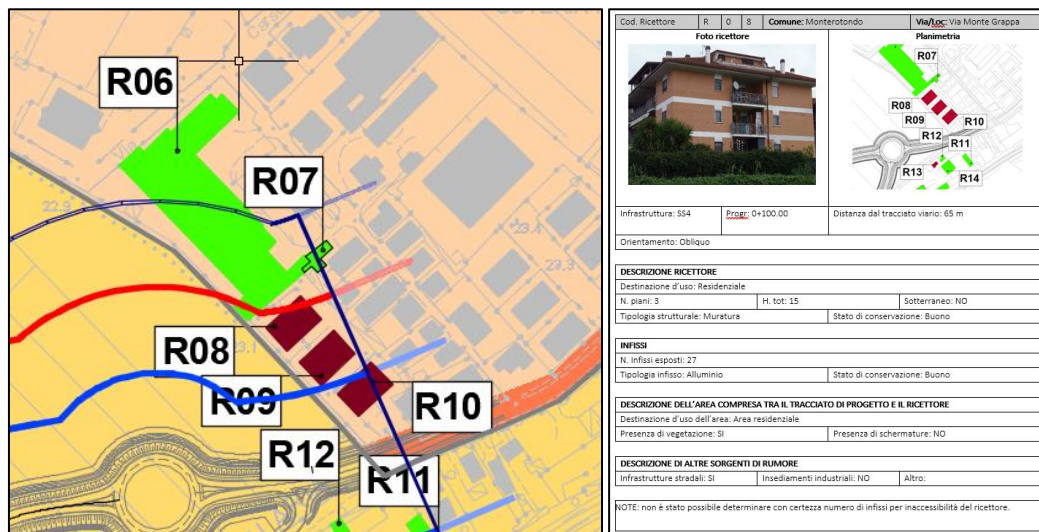 R06
R07
22.3
23.4
23.3
R08
23.1
R09
R10
R12
R11
Cod. Ricettore R 0 8 Comune: Monterotondo Via/Loc: Via Monte Grappa
Foto ricettore Planimetria
R07
R08
R09
R10
R12
R11
R13
R14
Infrastruttura: SS4 Progr: 0+100.00 Distanza dal tracciato viario: 65 m
Orientamento: Obliquo
DESCRIZIONE RICETTORE
Destinazione d'uso: Residenziale
N. piani: 3 H. tot: 15 Sotterraneo: NO
Tipologia strutturale: Muratura Stato di conservazione: Buono
INFISSI
N. Infissi esposti: 27
Tipologia infisso: Alluminio Stato di conservazione: Buono
DESCRIZIONE DELL'AREA COMPRESA TRA IL TRACCIATO DI PROGETTO E IL RICETTORE
Destinazione d'uso dell'area: Area residenziale
Presenza di vegetazione: SI Presenza di schermature: NO
DESCRIZIONE DI ALTRE SORGENTI DI RUMORE
Infrastrutture stradali: SI Insediamenti industriali: NO Altro:
NOTE: non è stato possibile determinare con certezza numero di infissi per inaccessibilità del ricettore.